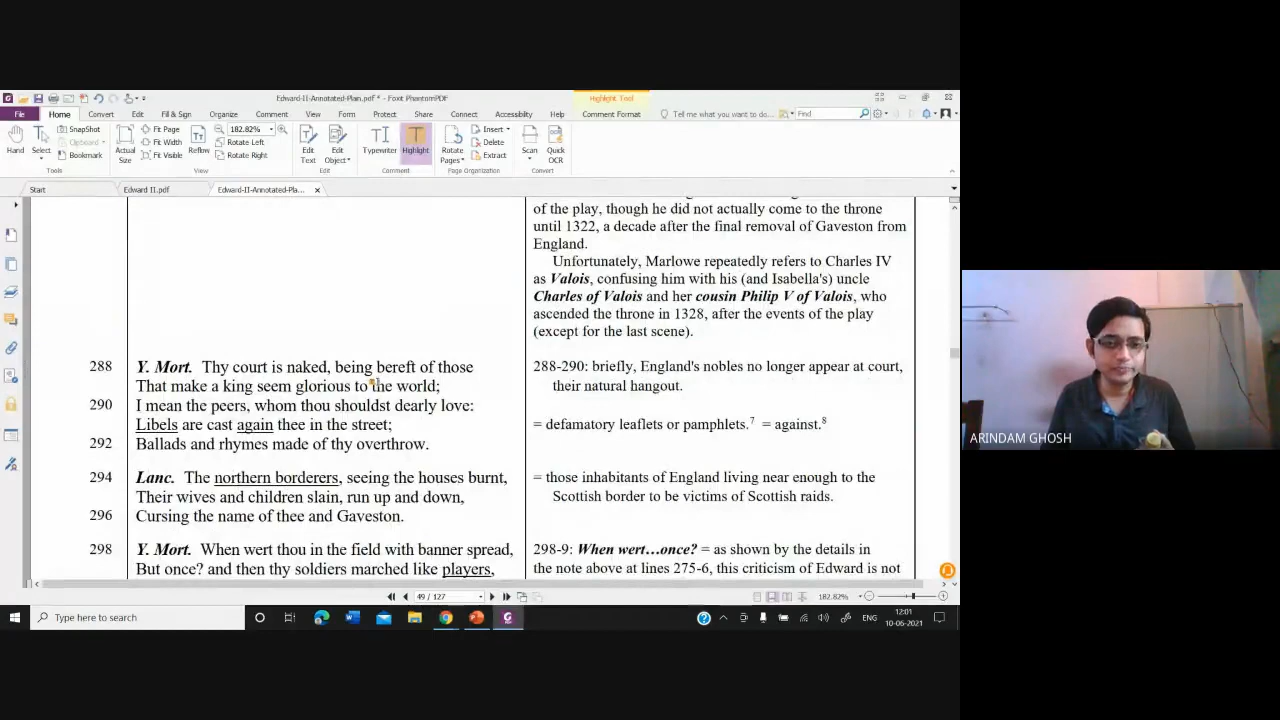 Edward-II-Annotated-Plain.pdf * - Foxit PhantomPDF
Highlight Tool
File Home Convert Edit Fill & Sign Organize Comment View Form Protect Share Connect Accessibility Help Comment Format Tell me what you want to do... Find
Hand
Select
SnapShot
Clipboard
Bookmark
Tools
Actual Size
Fit Page
Fit Width
Fit Visible
Reflow
182.82%
Rotate Left
Rotate Right
View
Edit Text
Edit Object
Edit
Typewriter
Highlight
Comment
Rotate Pages
Insert
Delete
Extract
Page Organization
Scan
Quick OCR
Convert
Start
Edward II.pdf
Edward-II-Annotated-Pla...
of the play, though he did not actually come to the throne
until 1322, a decade after the final removal of Gaveston from
England.
Unfortunately, Marlowe repeatedly refers to Charles IV
as Valois, confusing him with his (and Isabella's) uncle
Charles of Valois and her cousin Philip V of Valois, who
ascended the throne in 1328, after the events of the play
(except for the last scene).
288 Y. Mort. Thy court is naked, being bereft of those
That make a king seem glorious to the world;
290 I mean the peers, whom thou shouldst dearly love:
Libels are cast again thee in the street;
292 Ballads and rhymes made of thy overthrow.
288-290: briefly, England's nobles no longer appear at court,
their natural hangout.
= defamatory leaflets or pamphlets.7 = against.8
294 Lanc. The northern borderers, seeing the houses burnt,
Their wives and children slain, run up and down,
296 Cursing the name of thee and Gaveston.
= those inhabitants of England living near enough to the
Scottish border to be victims of Scottish raids.
298 Y. Mort. When wert thou in the field with banner spread,
But once? and then thy soldiers marched like players,
298-9: When wert…once? = as shown by the details in
the note above at lines 275-6, this criticism of Edward is not
49 / 127
182.82%
Type here to search
ENG
12:01
10-06-2021
ARINDAM GHOSH